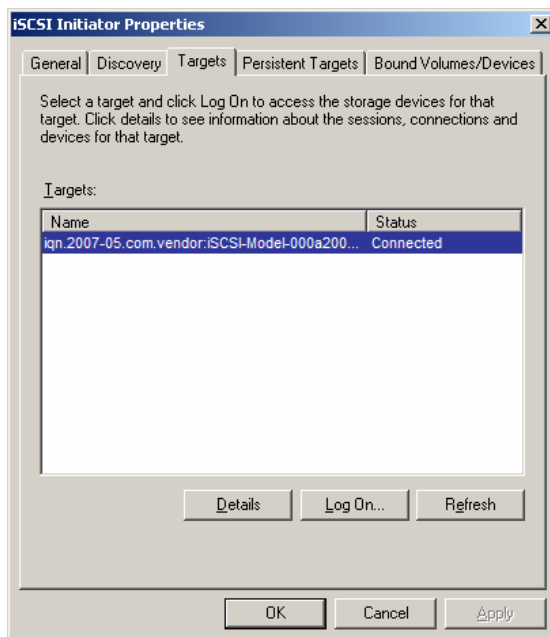 iSCSI Initiator Properties
General Discovery Targets Persistent Targets Bound Volumes/Devices
Select a target and click Log On to access the storage devices for that
target. Click details to see information about the sessions, connections and
devices for that target.
Targets:
Name Status
iqn.2007-05.com.vendor:iSCSI-Model-000a200... Connected
Details Log On... Refresh
OK Cancel Apply